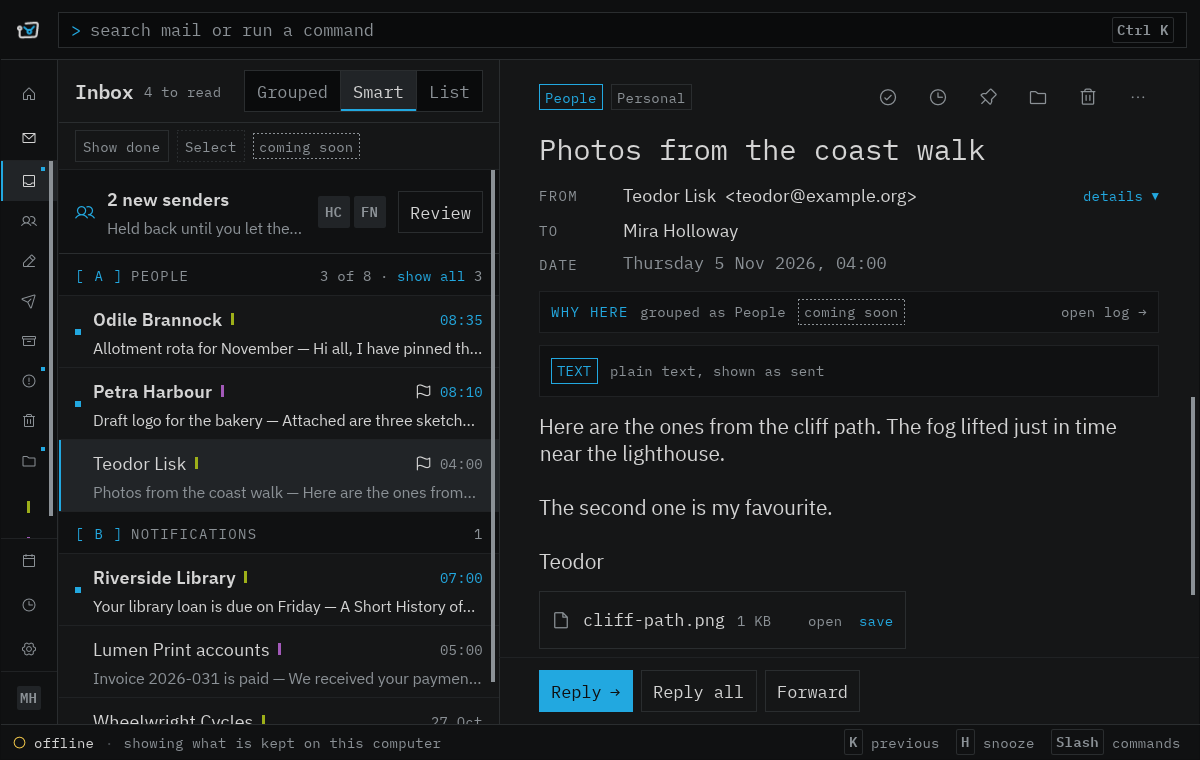 > search mail or run a command Ctrl K
Inbox 4 to read Grouped Smart List
Show done Select coming soon
2 new senders
Held back until you let the… HC FN Review
[ A ] PEOPLE 3 of 8 · show all 3
Odile Brannock 08:35
Allotment rota for November — Hi all, I have pinned th…
Petra Harbour 08:10
Draft logo for the bakery — Attached are three sketch…
Teodor Lisk 04:00
Photos from the coast walk — Here are the ones from…
[ B ] NOTIFICATIONS 1
Riverside Library 07:00
Your library loan is due on Friday — A Short History of…
Lumen Print accounts 05:00
Invoice 2026-031 is paid — We received your paymen…
Wheelwright Cycles 27 Oct
MH
People Personal
Photos from the coast walk
FROM Teodor Lisk <teodor@example.org> details ▼
TO Mira Holloway
DATE Thursday 5 Nov 2026, 04:00
WHY HERE grouped as People coming soon open log →
TEXT plain text, shown as sent
Here are the ones from the cliff path. The fog lifted just in time
near the lighthouse.
The second one is my favourite.
Teodor
cliff-path.png 1 KB open save
Reply → Reply all Forward
offline · showing what is kept on this computer K previous H snooze Slash commands